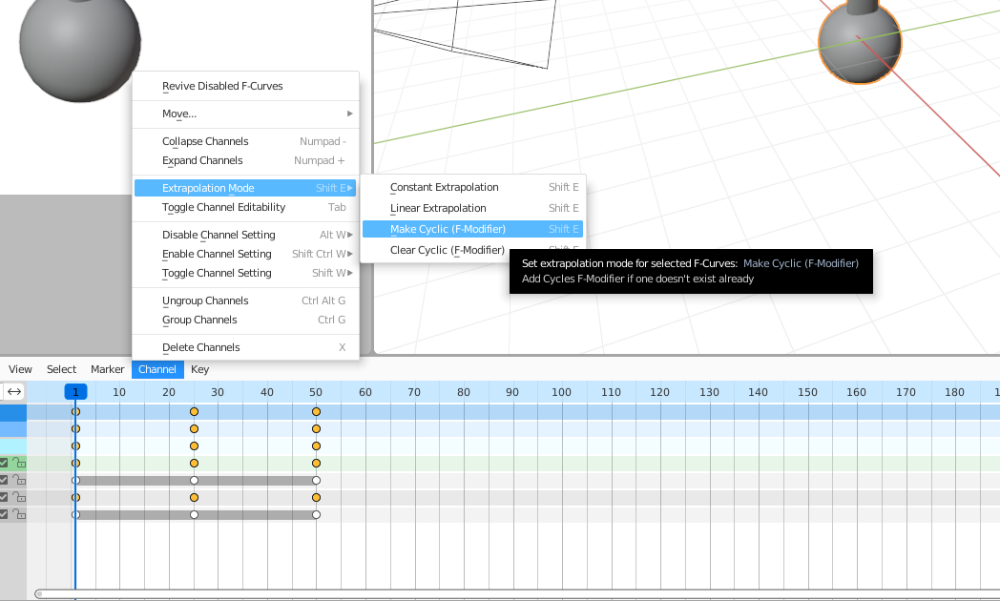 Revive Disabled F-Curves
Move...
Collapse Channels Numpad -
Expand Channels Numpad +
Extrapolation Mode Shift E
Toggle Channel Editability Tab
Disable Channel Setting Alt W
Enable Channel Setting Shift Ctrl W
Toggle Channel Setting Shift W
Ungroup Channels Ctrl Alt G
Group Channels Ctrl G
Delete Channels X
Constant Extrapolation Shift E
Linear Extrapolation Shift E
Make Cyclic (F-Modifier) Shift E
Clear Cyclic (F-Modifier) Shift E
Set extrapolation mode for selected F-Curves: Make Cyclic (F-Modifier)
Add Cycles F-Modifier if one doesn't exist already
View Select Marker Channel Key
1 10 20 30 40 50 60 70 80 90 100 110 120 130 140 150 160 170 180